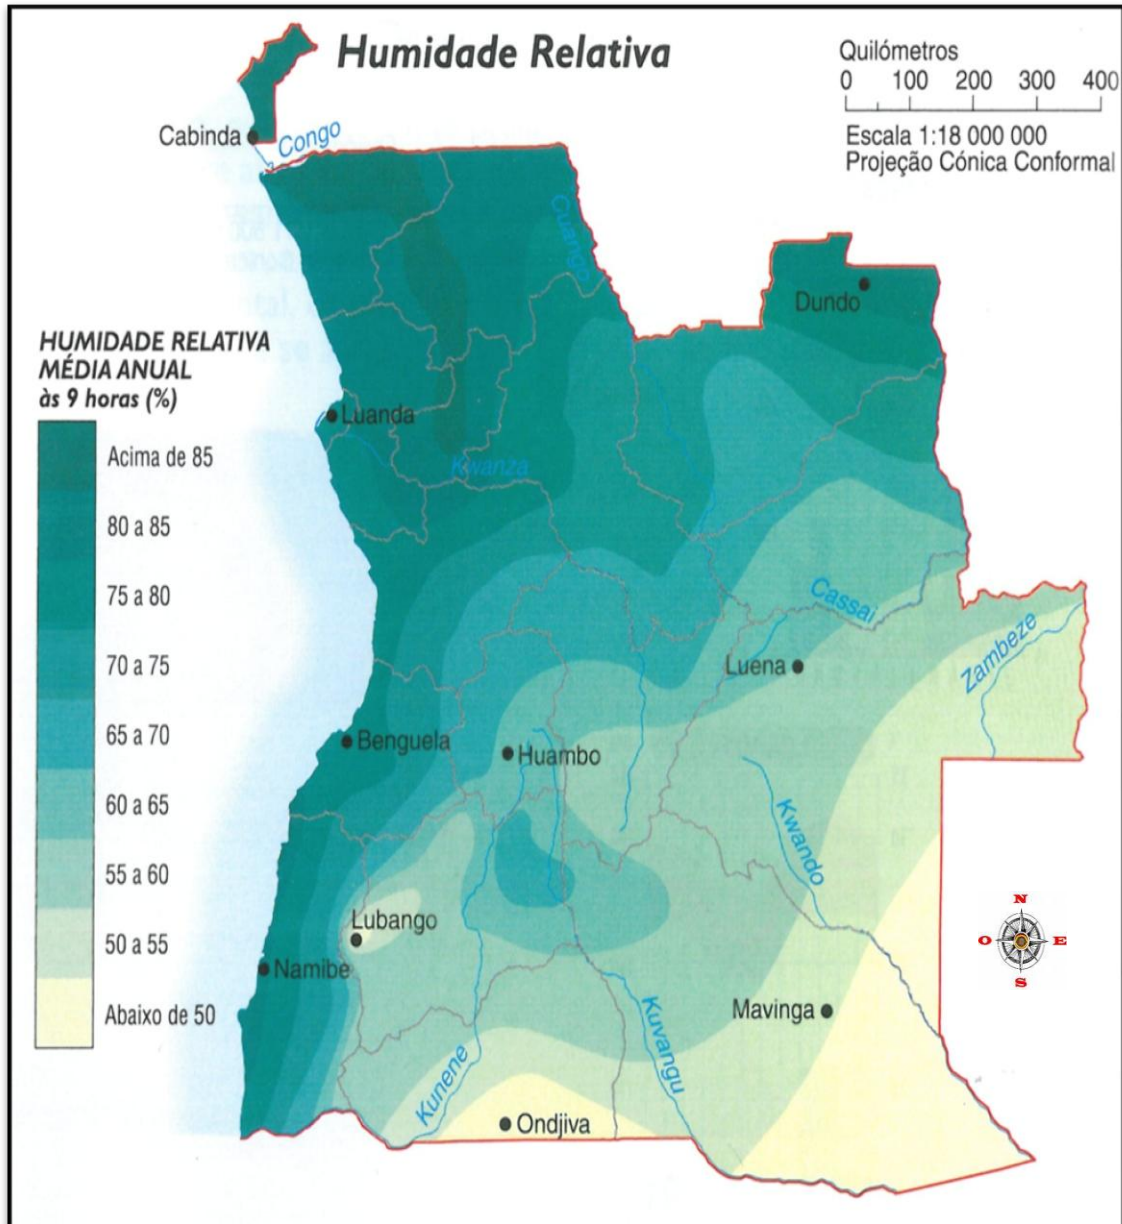 Humidade Relativa
Quilómetros
0 100 200 300 400
Escala 1:18 000 000
Projeção Cónica Conformal
Cabinda
Congo
Cuango
Dundo
HUMIDADE RELATIVA
MÉDIA ANUAL
às 9 horas (%)
Acima de 85
80 a 85
75 a 80
70 a 75
65 a 70
60 a 65
55 a 60
50 a 55
Abaixo de 50
Luanda
Kwanza
Cassai
Zambeze
Luena
Benguela
Huambo
Kwando
Lubango
Namibe
Mavinga
Kuvangu
Kunene
Ondjiva
N
O E
S